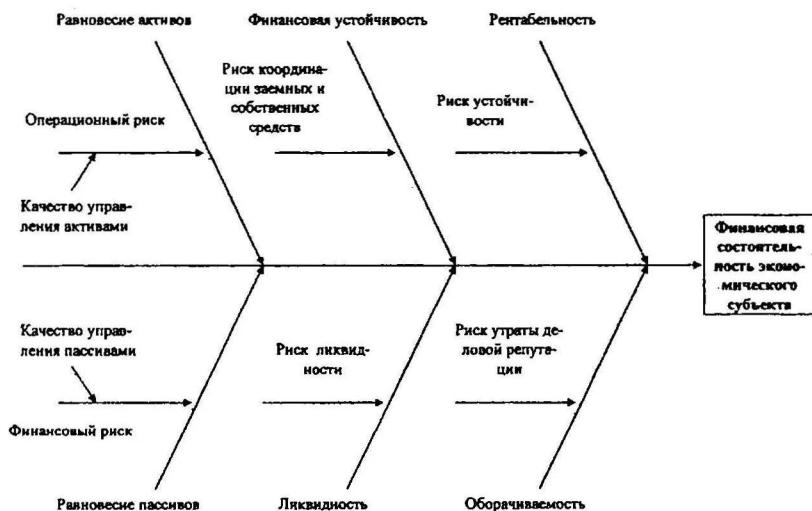 Равновесие активов
Финансовая устойчивость
Рентабельность
Риск координа-
ции заемных и
собственных
средств
Операционный риск
Риск устойчи-
вости
Качество управ-
ления активами
Финансовая
состоятель-
ность эконо-
мического
субъекта
Качество управ-
ления пассивами
Риск ликвид-
ности
Риск утраты де-
ловой репута-
ции
Финансовый риск
Равновесие пассивов
Ликвидность
Оборачиваемость